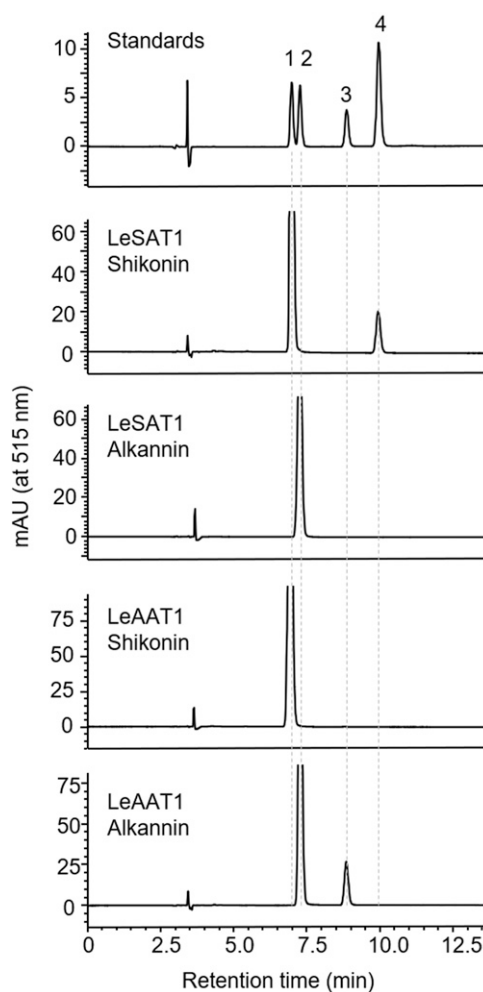 Standards
1 2
3
4
10
5
0
LeSAT1
Shikonin
60
40
20
0
LeSAT1
Alkannin
60
40
20
0
LeAAT1
Shikonin
75
50
25
0
LeAAT1
Alkannin
75
50
25
0
mAU (at 515 nm)
0 2.5 5.0 7.5 10.0 12.5
Retention time (min)